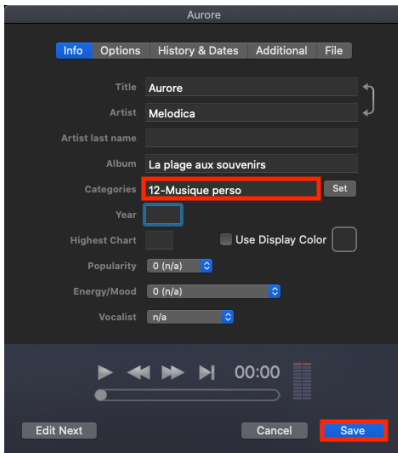 Aurore
Info Options History & Dates Additional File
Title Aurore
Artist Melodica
Artist last name
Album La plage aux souvenirs
Categories 12-Musique perso Set
Year
Highest Chart Use Display Color
Popularity 0 (n/a)
Energy/Mood 0 (n/a)
Vocalist n/a
00:00
Edit Next Cancel Save